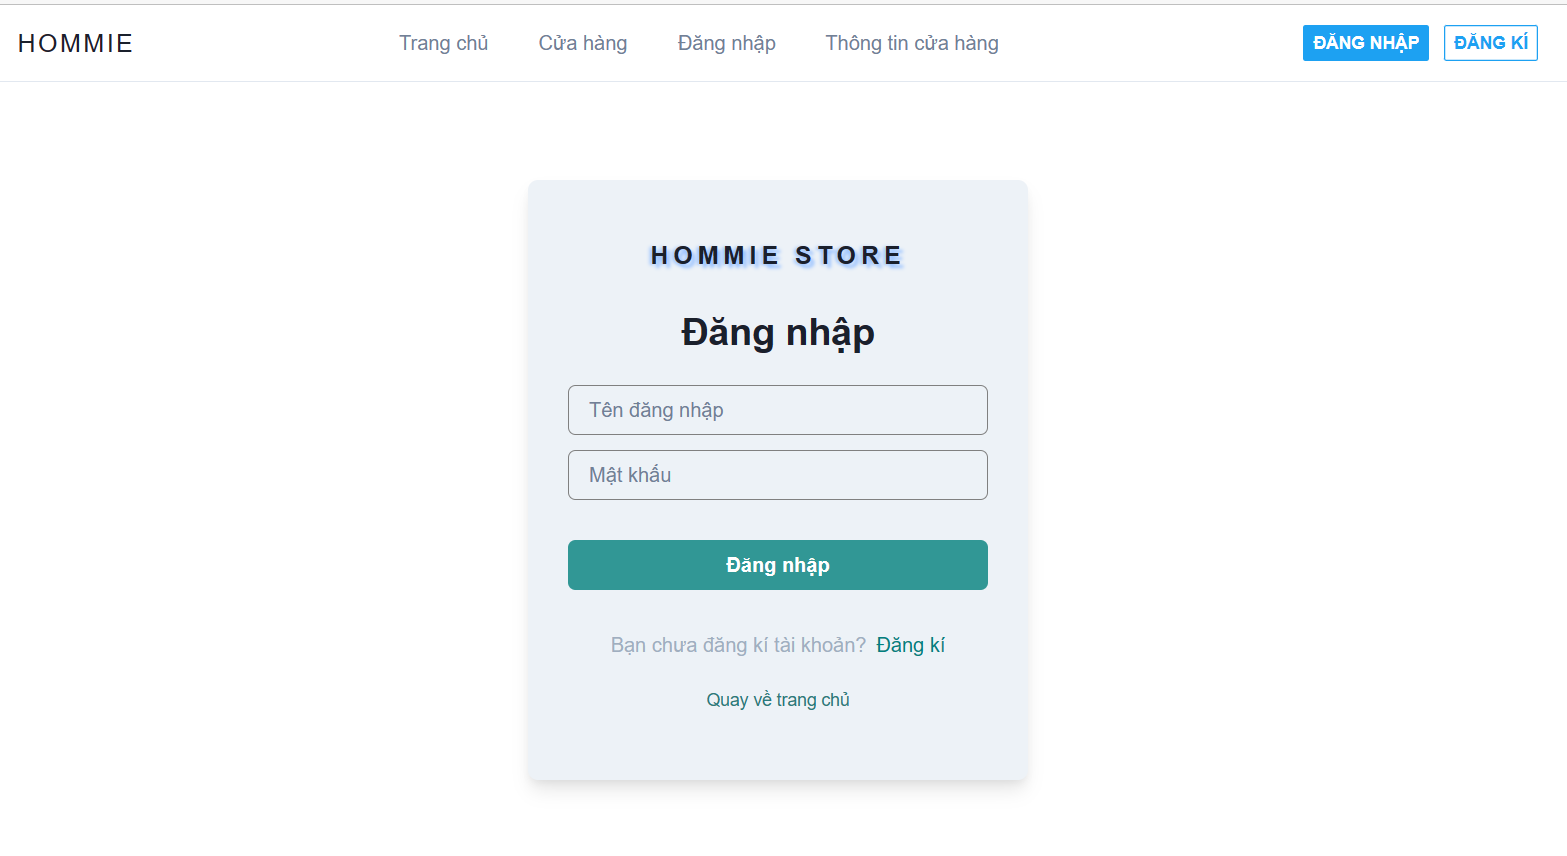 HOMMIE Trang chủ Cửa hàng Đăng nhập Thông tin cửa hàng ĐĂNG NHẬP ĐĂNG KÍ
HOMMIE STORE
Đăng nhập
Tên đăng nhập
Mật khẩu
Đăng nhập
Bạn chưa đăng kí tài khoản? Đăng kí
Quay về trang chủ